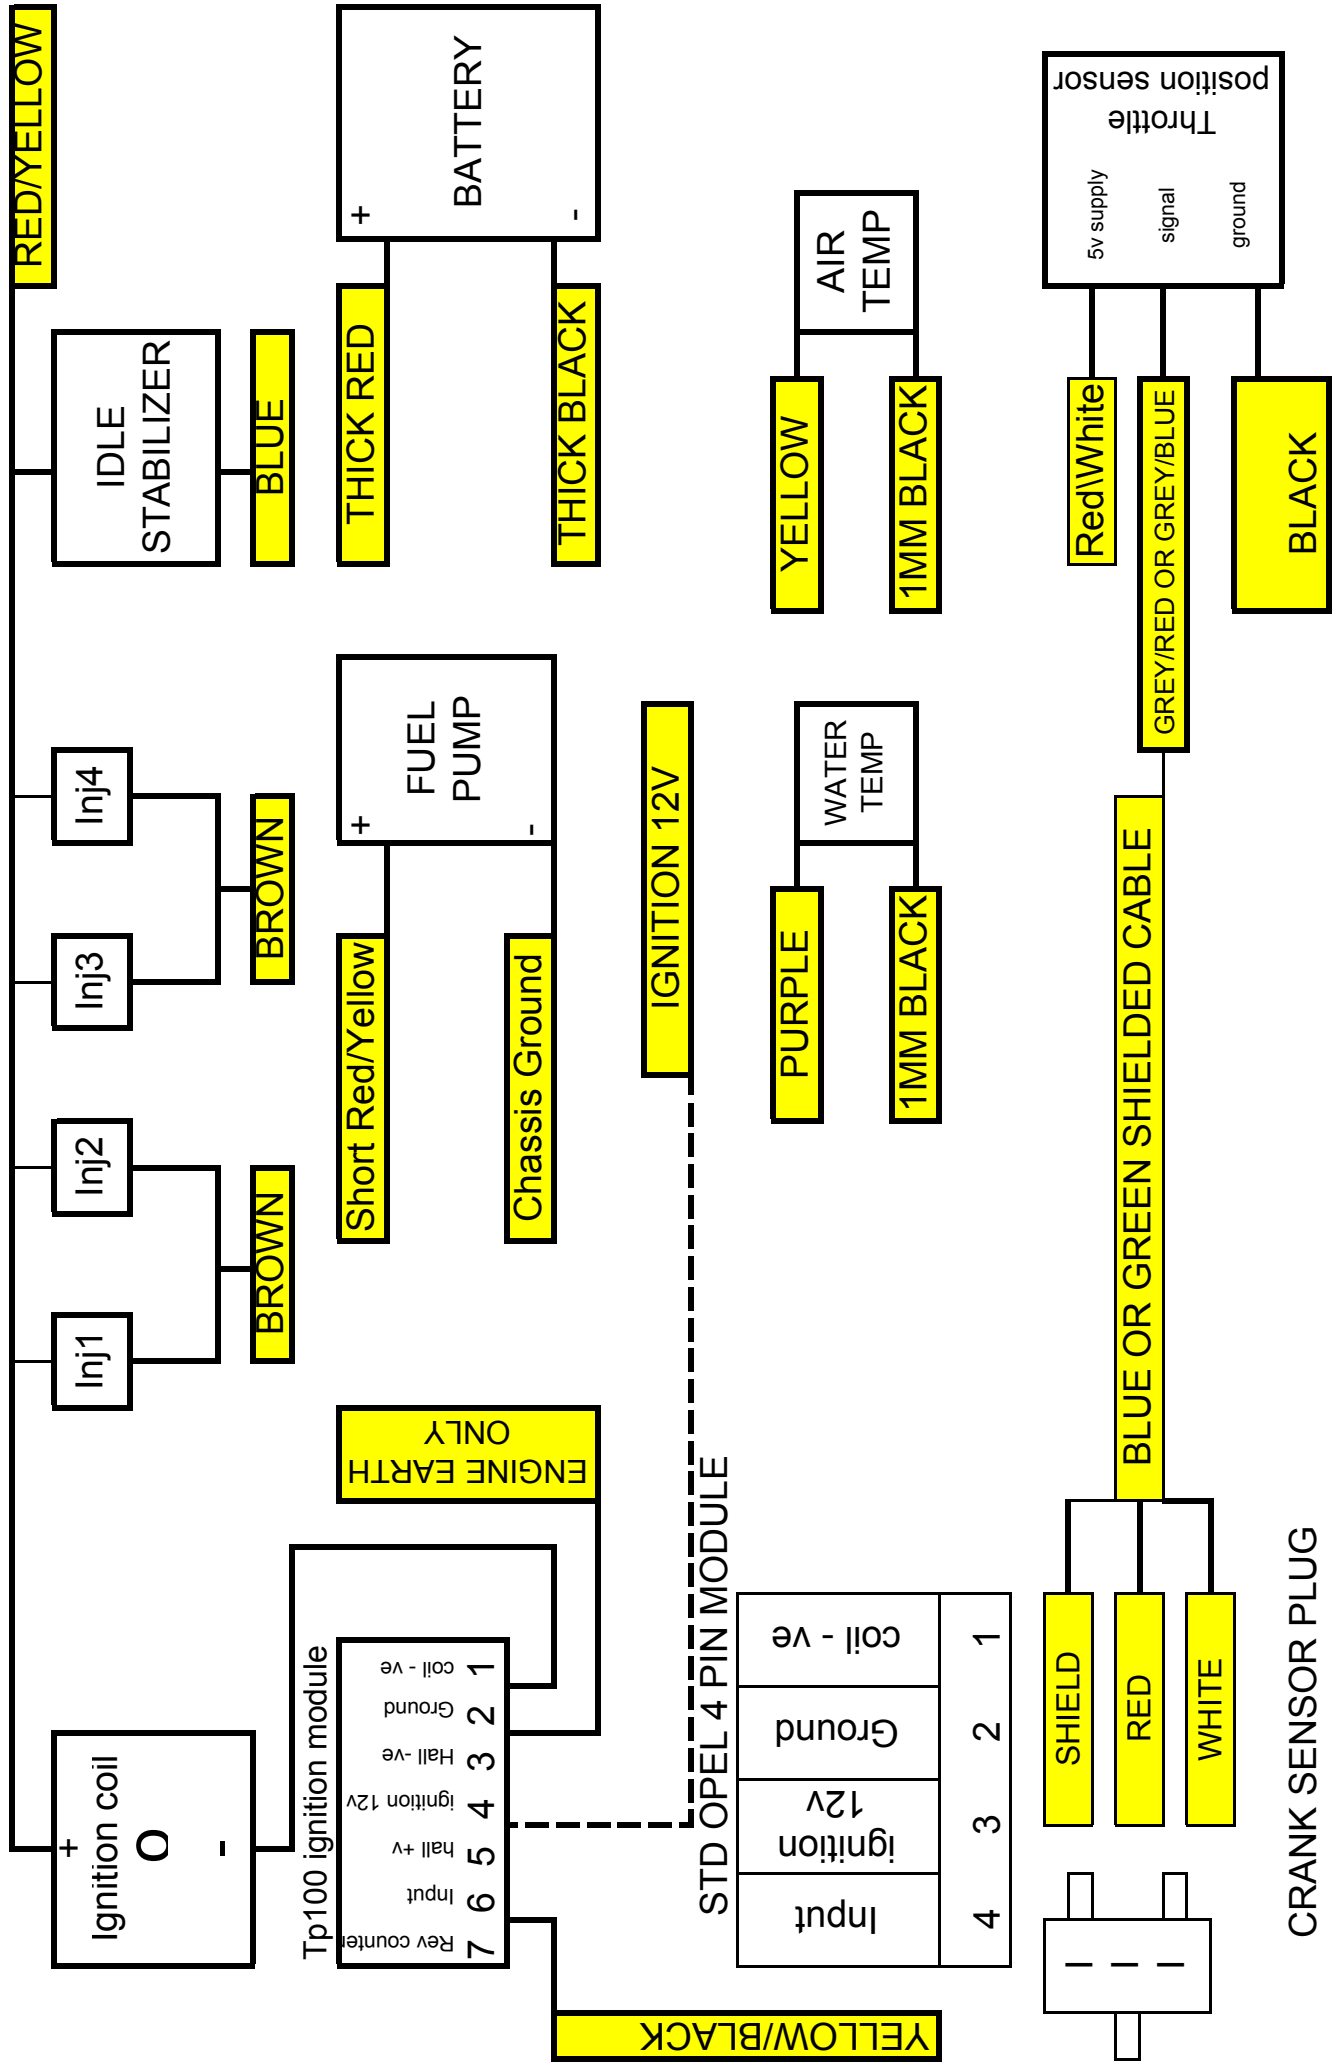 RED/YELLOW
Ignition coil
+
O
-
Inj1
Inj2
Inj3
Inj4
IDLE
STABILIZER
BROWN
BROWN
BLUE
Tp100 ignition module
7
6
5
4
3
2
1
Rev counter
Input
hall +v
ignition 12v
Hall -ve
Ground
coil - ve
ENGINE EARTH
ONLY
YELLOW/BLACK
Short Red/Yellow
Chassis Ground
+
-
FUEL
PUMP
THICK RED
THICK BLACK
+
-
BATTERY
IGNITION 12V
STD OPEL 4 PIN MODULE
Input
ignition
12v
Ground
coil - ve
4
3
2
1
PURPLE
1MM BLACK
WATER
TEMP
YELLOW
1MM BLACK
AIR
TEMP
SHIELD
RED
WHITE
BLUE OR GREEN SHIELDED CABLE
CRANK SENSOR PLUG
Red\White
GREY/RED OR GREY/BLUE
BLACK
5v supply
signal
ground
Throttle
position sensor